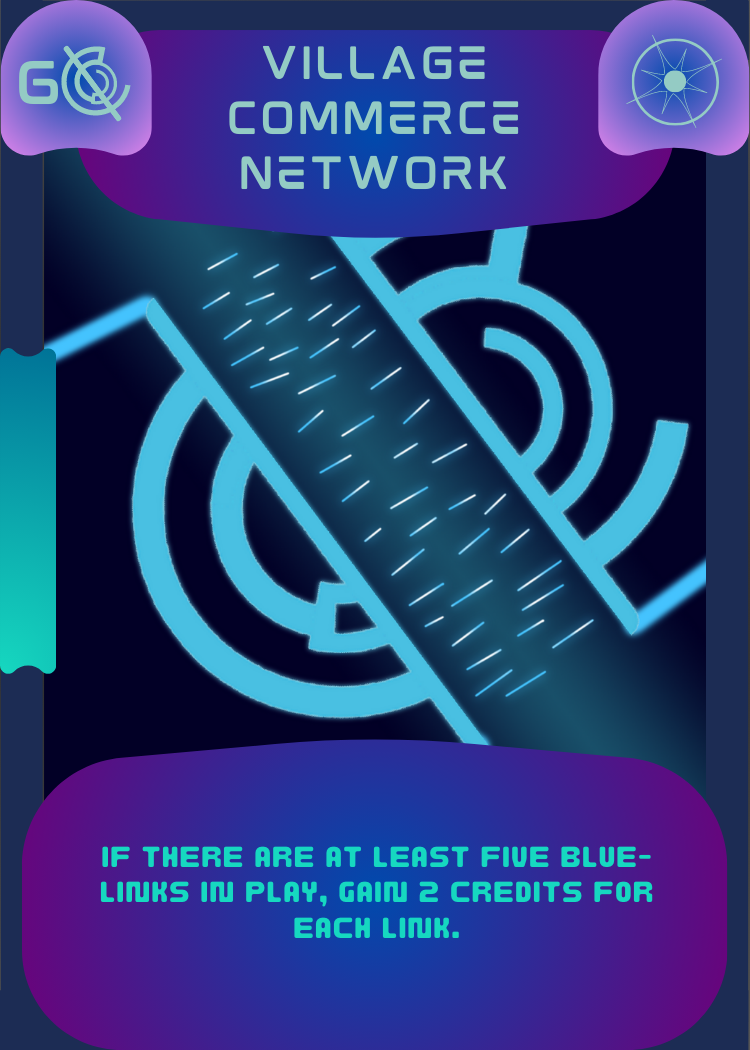 VILLAGE
COMMERCE
NETWORK
IF THERE ARE AT LEAST FIVE BLUE-
LINKS IN PLAY, GAIN 2 CREDITS FOR
EACH LINK.